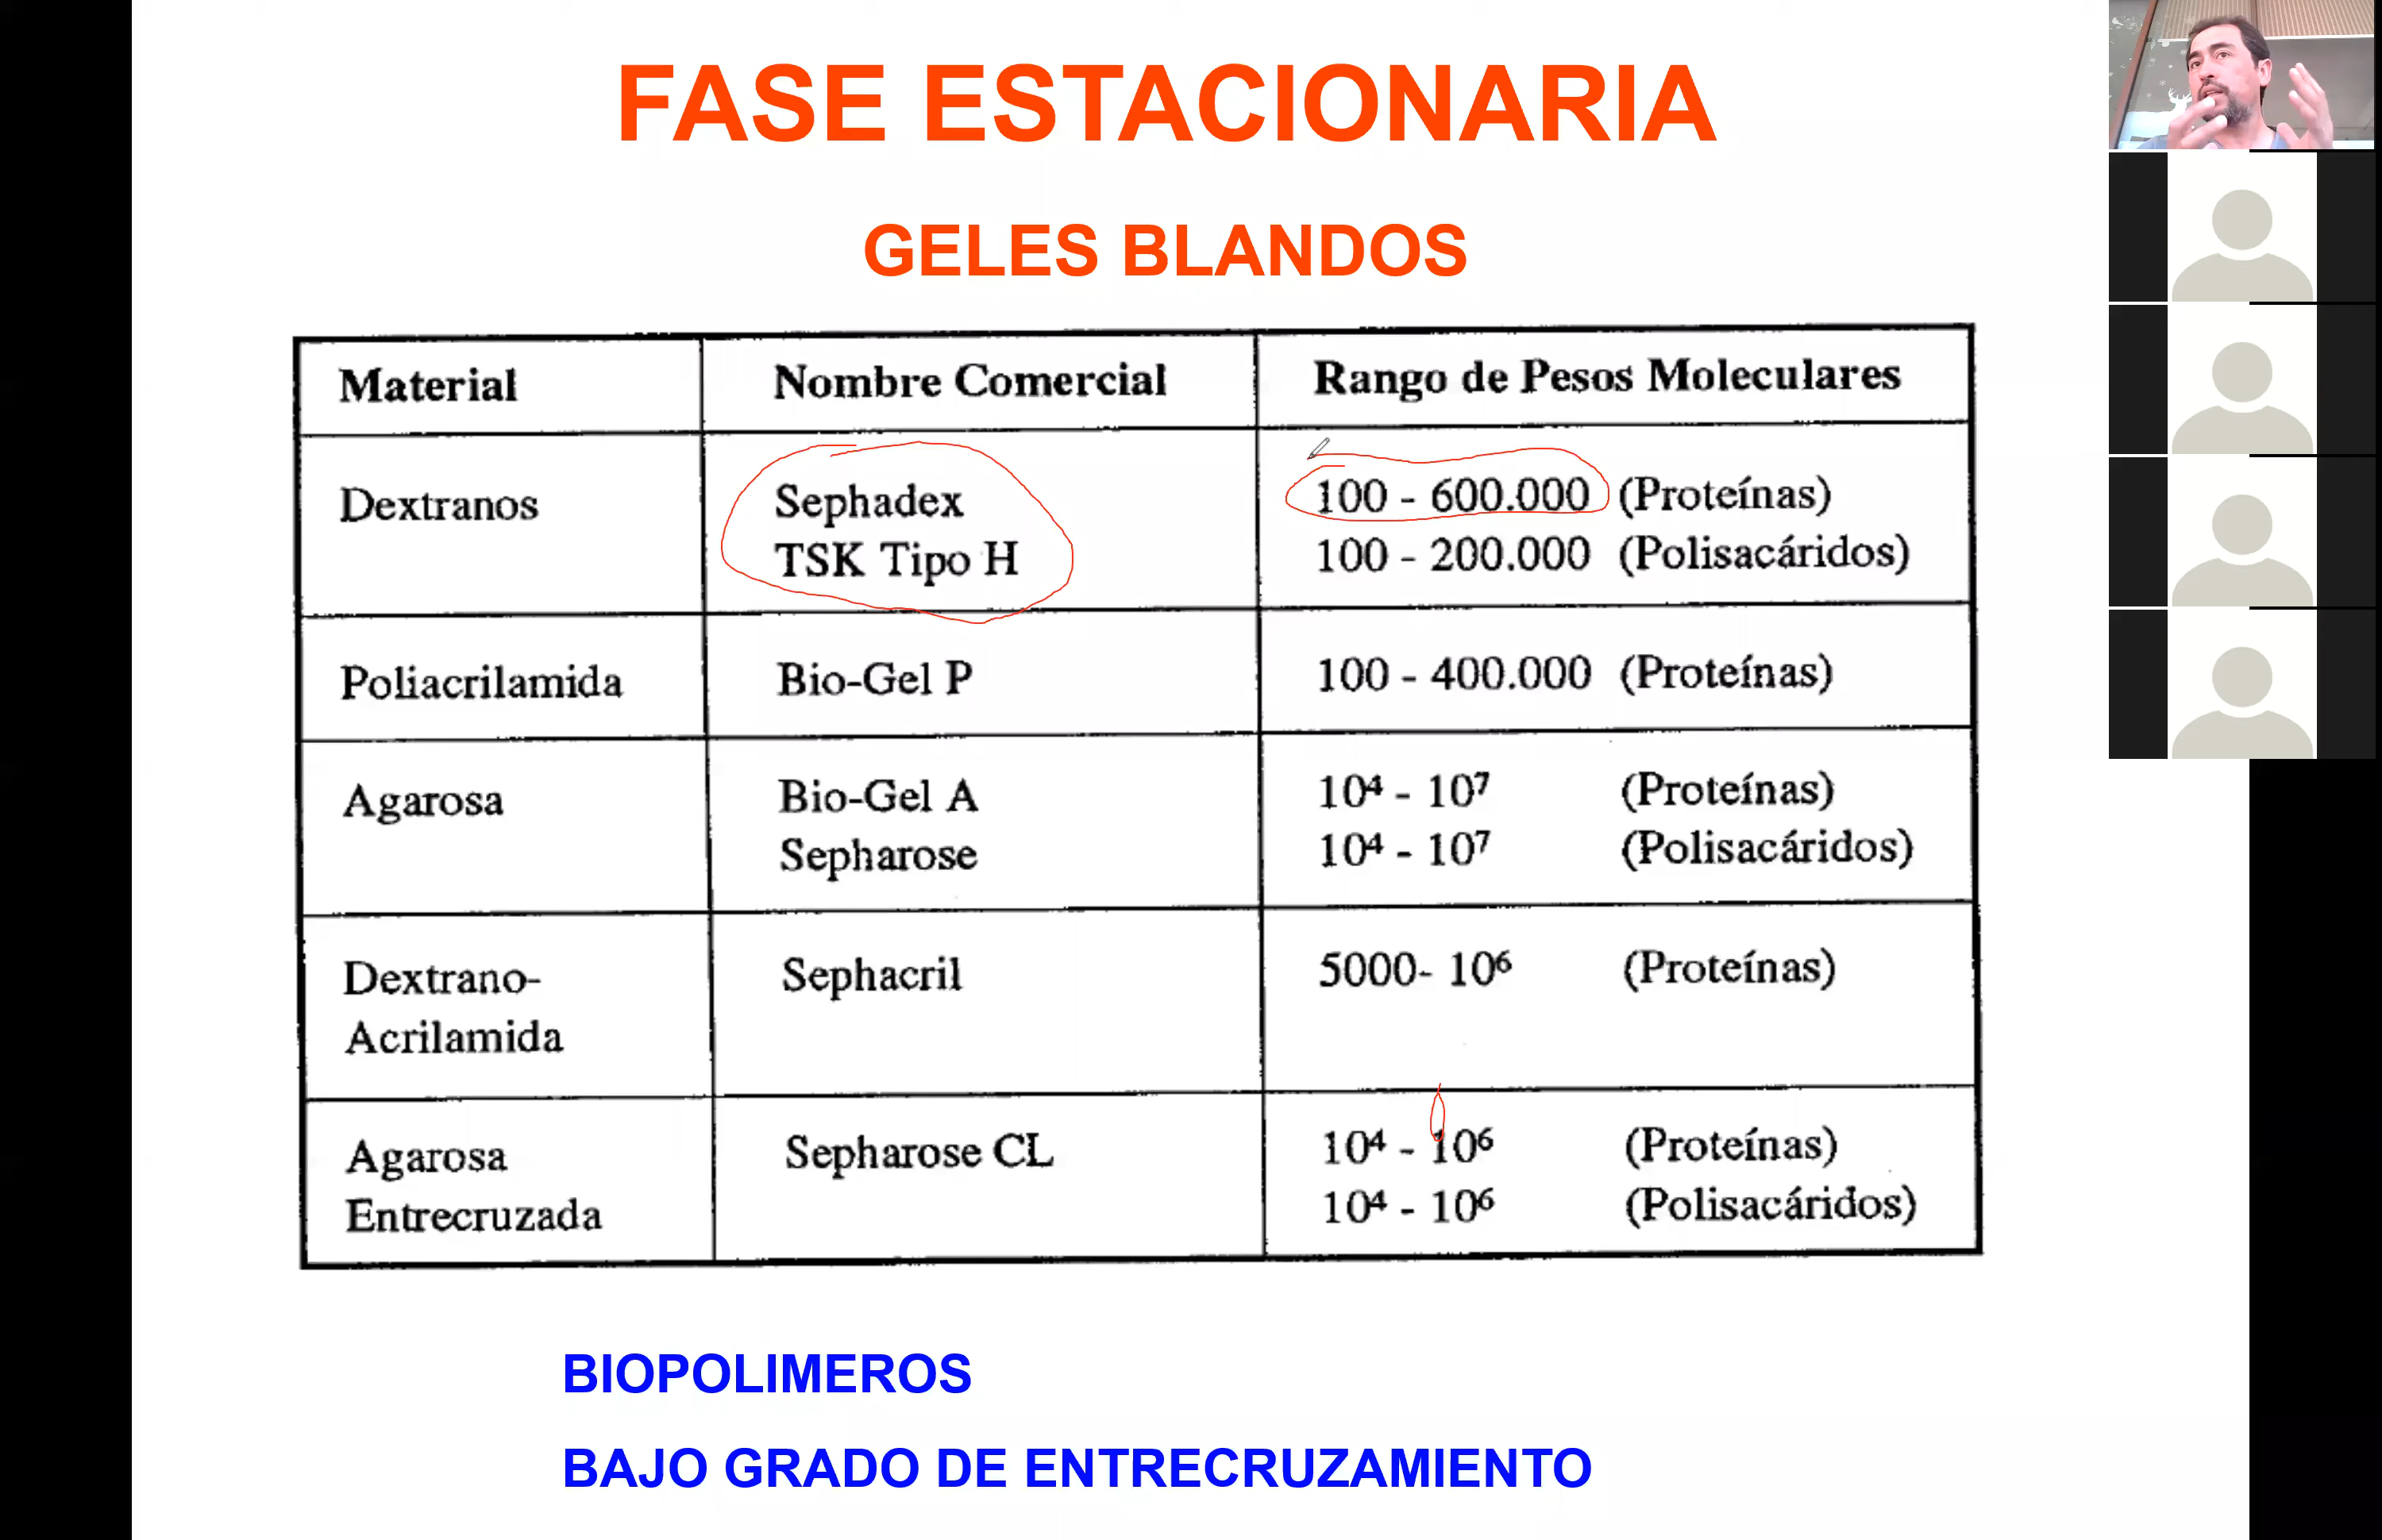 FASE ESTACIONARIA
GELES BLANDOS
Material Nombre Comercial Rango de Pesos Moleculares
Dextranos Sephadex 100 - 600.000 (Proteínas)
TSK Tipo H 100 - 200.000 (Polisacáridos)
Poliacrilamida Bio-Gel P 100 - 400.000 (Proteínas)
Agarosa Bio-Gel A 10⁴ - 10⁷ (Proteínas)
Sepharose 10⁴ - 10⁷ (Polisacáridos)
Dextrano- Sephacril 5000- 10⁶ (Proteínas)
Acrilamida
Agarosa Sepharose CL 10⁴ - 10⁶ (Proteínas)
Entrecruzada 10⁴ - 10⁶ (Polisacáridos)
BIOPOLIMEROS
BAJO GRADO DE ENTRECRUZAMIENTO